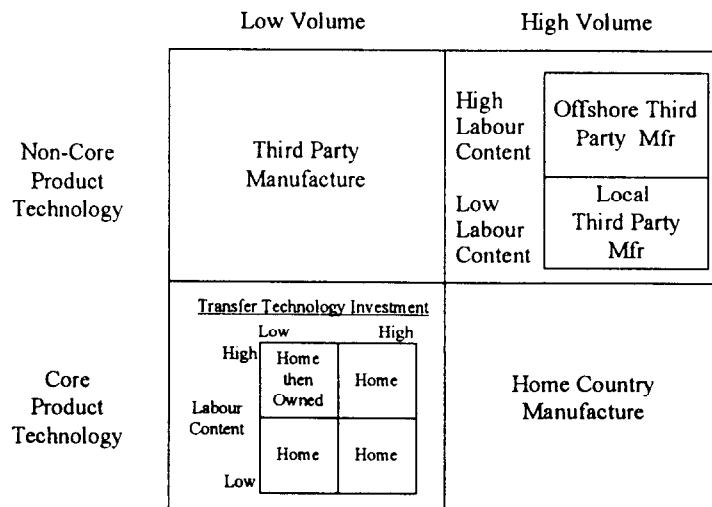 Low Volume
High Volume
Non-Core
Product
Technology
Third Party
Manufacture
High
Labour
Content
Offshore Third
Party Mfr
Low
Labour
Content
Local
Third Party
Mfr
Core
Product
Technology
Transfer Technology Investment
Low
High
High
Labour
Content
Low
Home
then
Owned
Home
Home
Home
Home Country
Manufacture